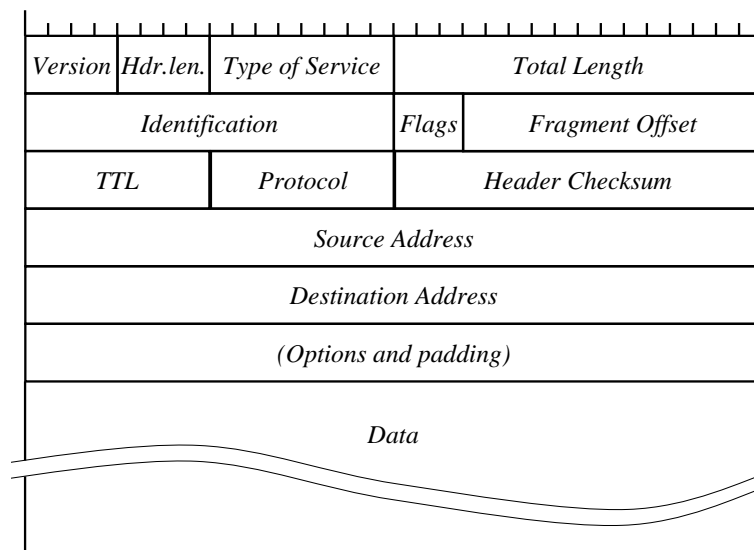 Version Hdr.len. Type of Service Total Length
Identification Flags Fragment Offset
TTL Protocol Header Checksum
Source Address
Destination Address
(Options and padding)
Data